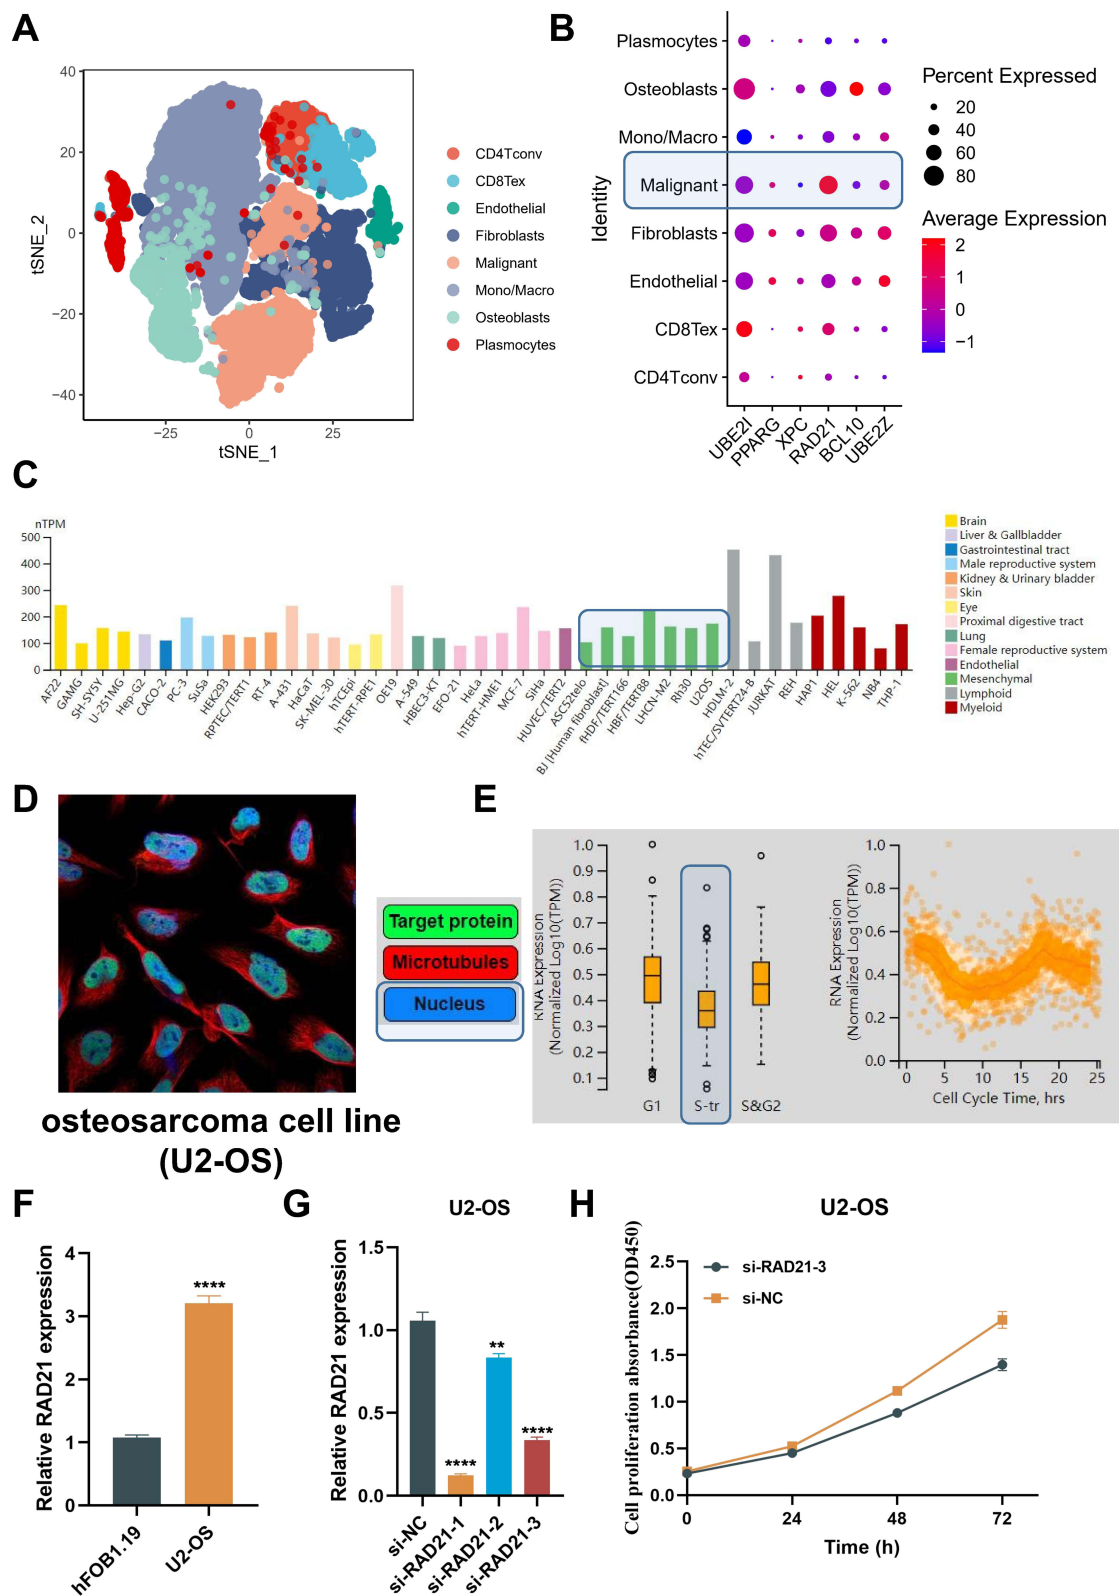 A
40
20
0
−20
−40
tSNE_2
−25
0
25
tSNE_1
CD4Tconv
CD8Tex
Endothelial
Fibroblasts
Malignant
Mono/Macro
Osteoblasts
Plasmocytes
B
Identity
Plasmocytes
Osteoblasts
Mono/Macro
Malignant
Fibroblasts
Endothelial
CD8Tex
CD4Tconv
UBE2I
PPARG
XPC
RAD21
BCL10
UBE2Z
Percent Expressed
20
40
60
80
Average Expression
2
1
0
−1
C
nTPM
500
400
300
200
100
0
AF22
GAMG
SH-SY5Y
U-251MG
Hep-G2
CACO-2
PC-3
SuSa
HEK293
RPTEC/TERT1
RT-4
A-431
HaCaT
SK-MEL-30
hTCEpi
hTERT-RPE1
OE19
A-549
HBEC3-KT
EFO-21
HeLa
hTERT-HME1
MCF-7
SiHa
HUVEC/TERT2
ASC52telo
BJ [Human fibroblast]
fHDF/TERT166
HBF/TERT88
LHCN-M2
Rh30
U2OS
HDLM-2
hTEC/SVTERT24-B
JURKAT
REH
HAP1
HEL
K-562
NB4
THP-1
Brain
Liver & Gallbladder
Gastrointestinal tract
Male reproductive system
Kidney & Urinary bladder
Skin
Eye
Proximal digestive tract
Lung
Female reproductive system
Endothelial
Mesenchymal
Lymphoid
Myeloid
D
Target protein
Microtubules
Nucleus
osteosarcoma cell line
(U2-OS)
E
RNA Expression
(Normalized Log10(TPM))
1.0
0.9
0.8
0.7
0.6
0.5
0.4
0.3
0.2
0.1
G1
S-tr
S&G2
RNA Expression
(Normalized Log10(TPM))
1.0
0.8
0.6
0.4
0.2
0.0
0
5
10
15
20
25
Cell Cycle Time, hrs
F
Relative RAD21 expression
4
3
2
1
0
****
hFOB1.19
U2-OS
G
U2-OS
Relative RAD21 expression
1.5
1.0
0.5
0.0
****
**
****
si-NC
si-RAD21-1
si-RAD21-2
si-RAD21-3
H
U2-OS
Cell proliferation absorbance(OD450)
2.5
2.0
1.5
1.0
0.5
0.0
si-RAD21-3
si-NC
0
24
48
72
Time (h)